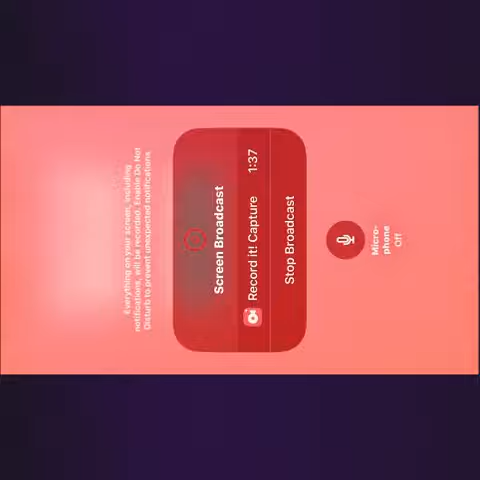 Everything on your screen, including
notifications, will be recorded. Enable Do Not
Disturb to prevent unexpected notifications.
Screen Broadcast
Record it! Capture 1:37
Stop Broadcast
Micro-
phone
Off